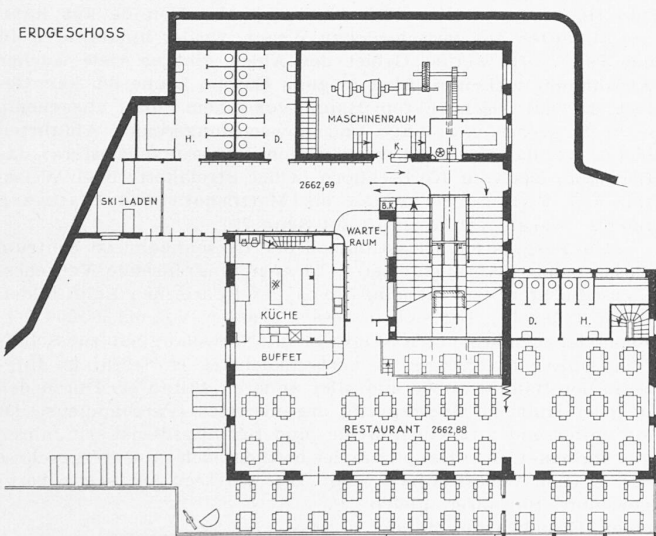 ERDGESCHOSS
MASCHINENRAUM
H.
D.
K.
2662,69
SKI-LADEN
B.K
WARTE-
RAUM
KÜCHE
D.
H.
BUFFET
RESTAURANT 2662,88